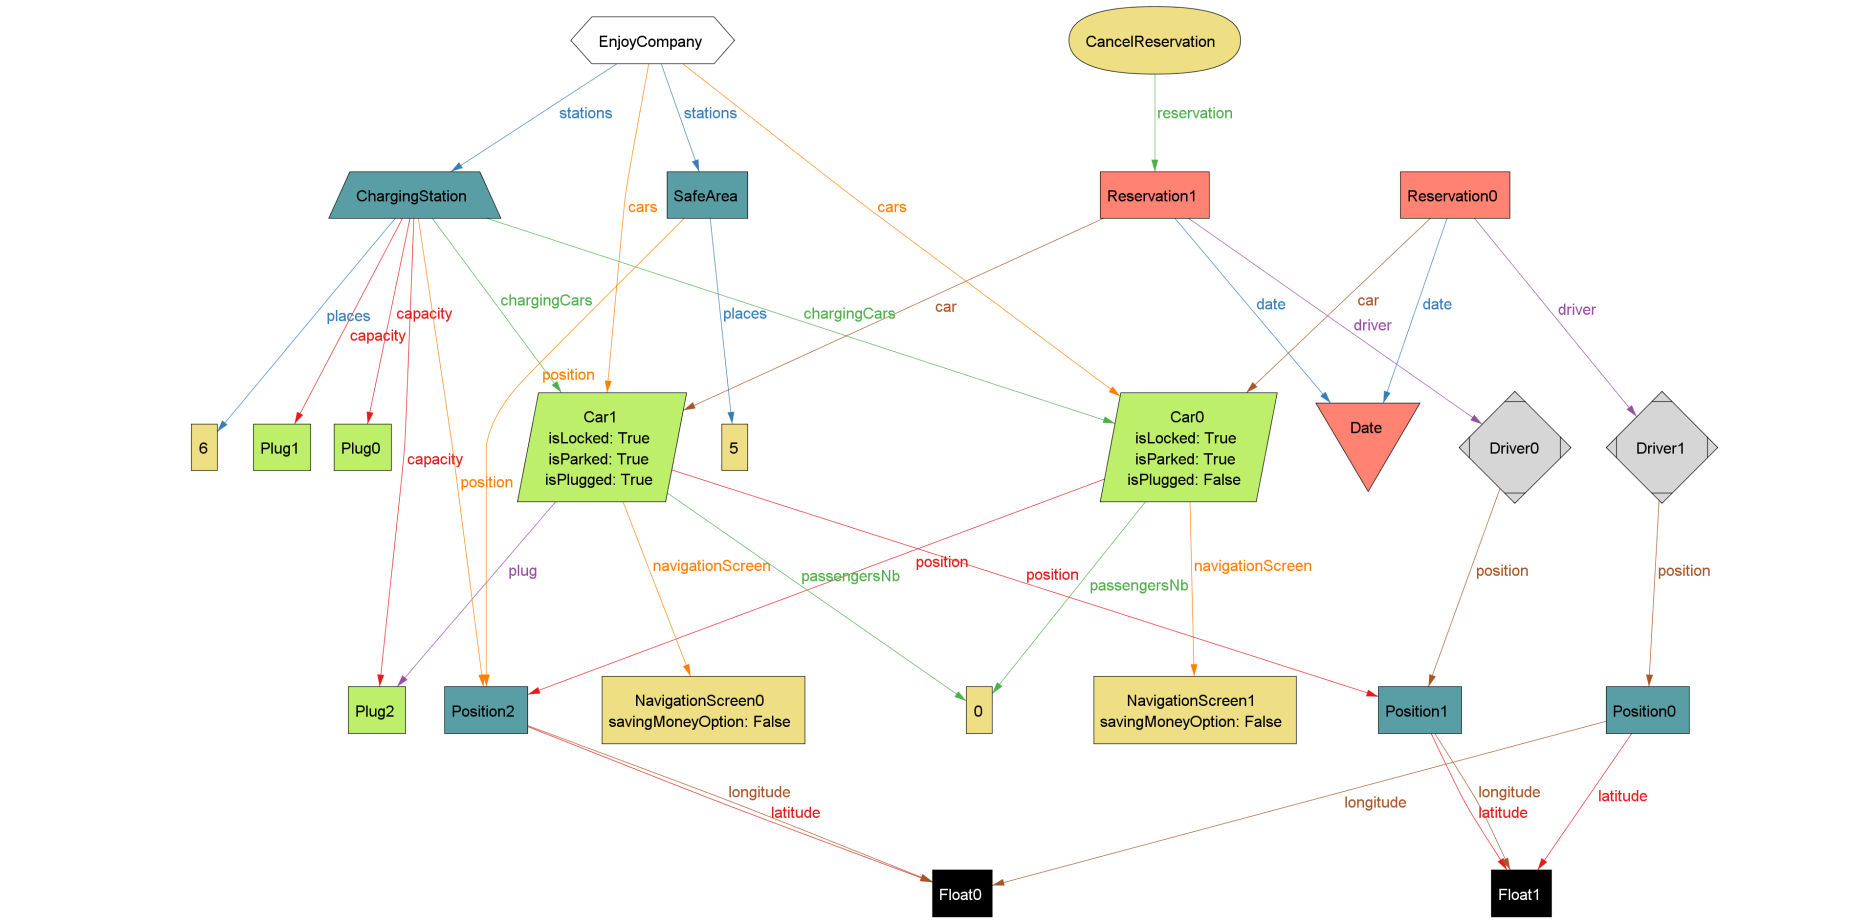 EnjoyCompany
CancelReservation
stations
stations
reservation
ChargingStation
SafeArea
Reservation1
Reservation0
cars
cars
chargingCars
chargingCars
car
date
car
date
driver
driver
places
capacity
capacity
places
position
6
Plug1
Plug0
capacity
position
Car1
isLocked: True
isParked: True
isPlugged: True
5
Car0
isLocked: True
isParked: True
isPlugged: False
Date
Driver0
Driver1
plug
navigationScreen
passengersNb
position
position
passengersNb
navigationScreen
position
position
Plug2
Position2
NavigationScreen0
savingMoneyOption: False
0
NavigationScreen1
savingMoneyOption: False
Position1
Position0
longitude
latitude
longitude
longitude
latitude
latitude
Float0
Float1